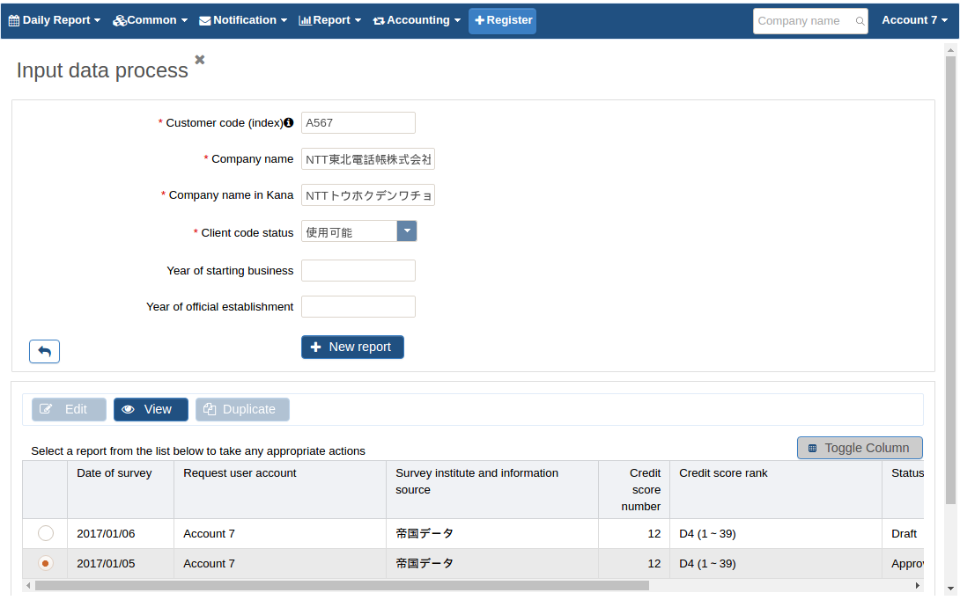 Daily Report Common Notification Report Accounting Register Company name Account 7
Input data process
* Customer code (index) A567
* Company name NTT東北電話帳株式会社
* Company name in Kana NTTトウホクデンワチョ
* Client code status 使用可能
Year of starting business
Year of official establishment
New report
Edit View Duplicate
Toggle Column
Select a report from the list below to take any appropriate actions
Date of survey Request user account Survey institute and information source Credit score number Credit score rank Status
2017/01/06 Account 7 帝国データ 12 D4 (1 ~ 39) Draft
2017/01/05 Account 7 帝国データ 12 D4 (1 ~ 39) Approv